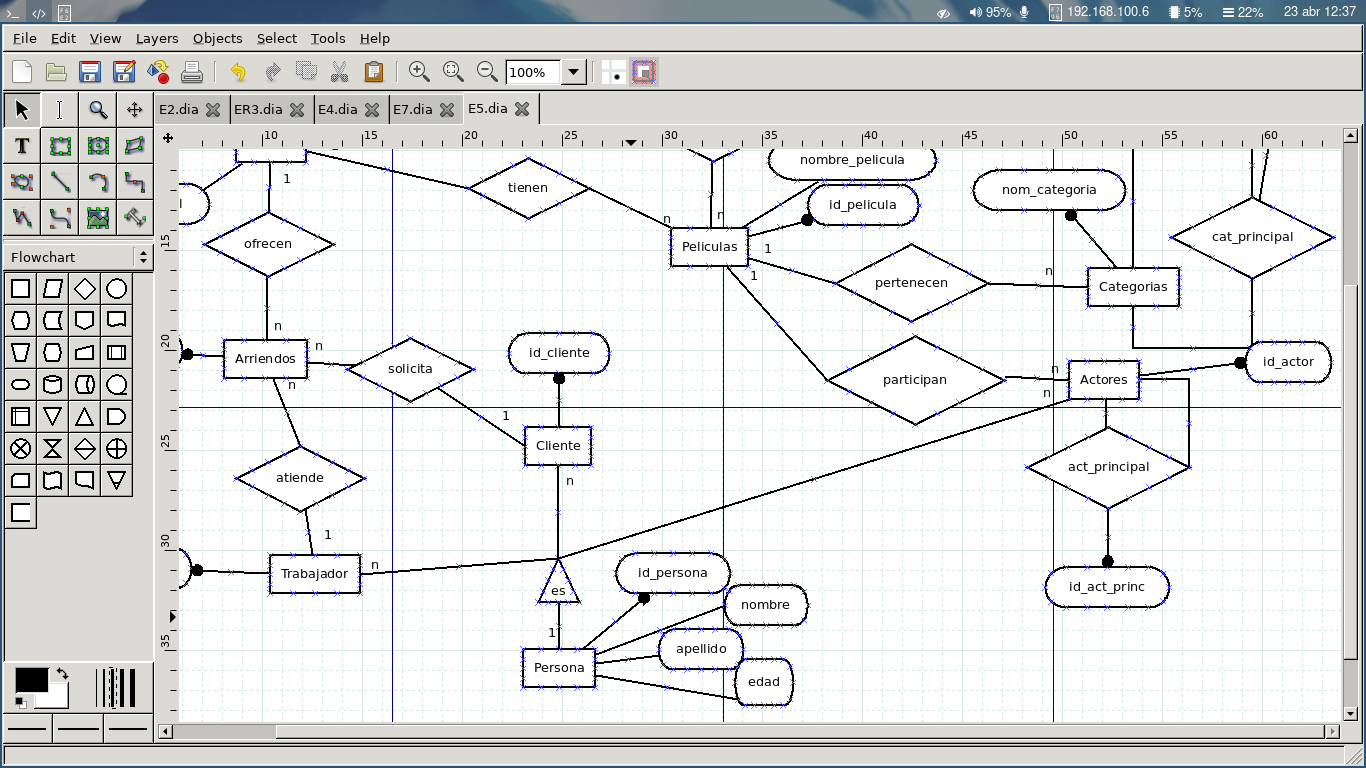 95%
192.168.100.6
5%
22%
23 abr 12:37
File Edit View Layers Objects Select Tools Help
100%
E2.dia
ER3.dia
E4.dia
E7.dia
E5.dia
T
Flowchart
10 15 20 25 30 35 40 45 50 55 60
15
20
25
30
35
nombre_pelicula
1
tienen
n
id_pelicula
nom_categoria
l
n
ofrecen
Peliculas
1
cat_principal
1
pertenecen
n
Categorias
n
Arriendos
n
solicita
id_cliente
participan
n
Actores
id_actor
n
n
1
Cliente
act_principal
atiende
n
1
n
Trabajador
es
id_persona
id_act_princ
nombre
1
apellido
Persona
edad